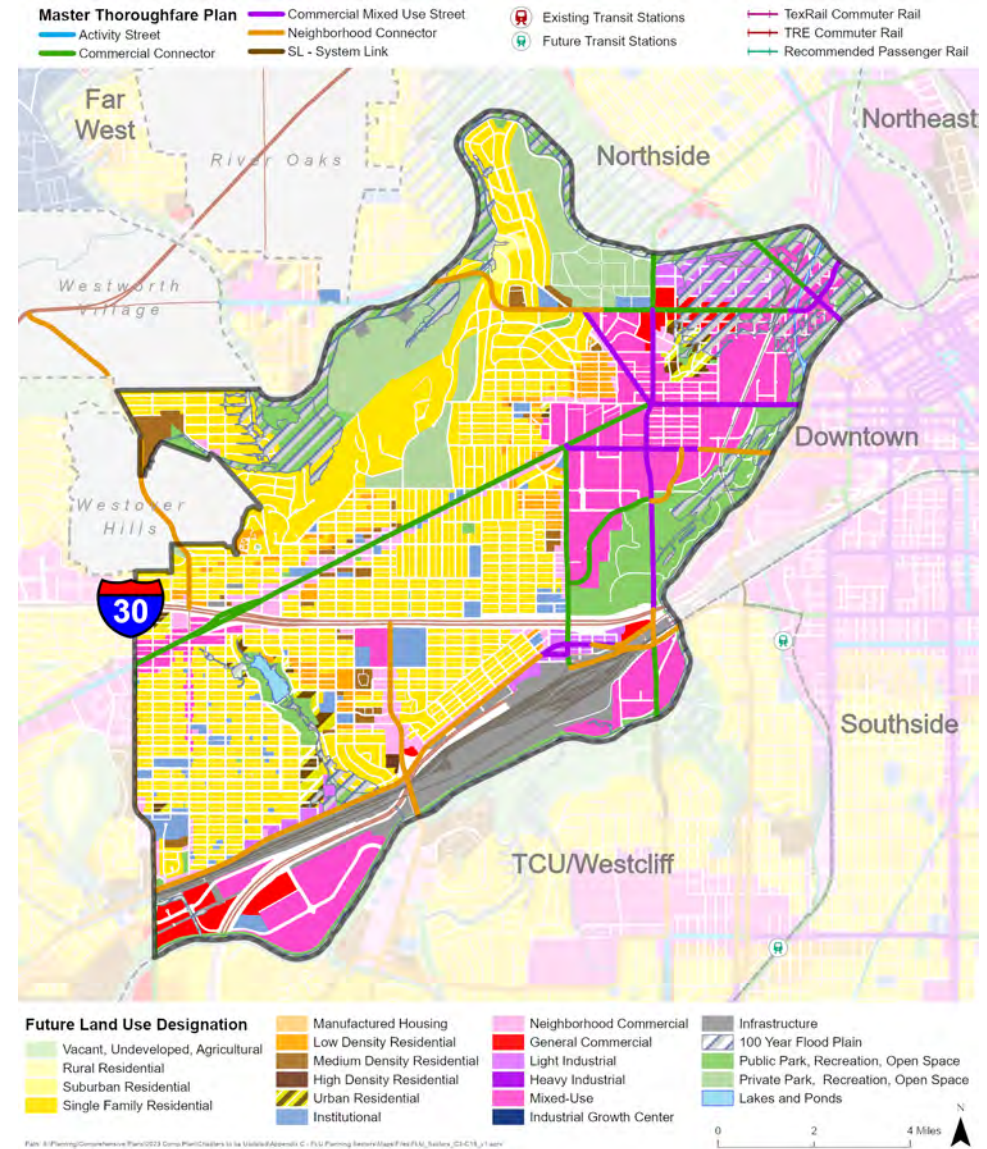 Master Thoroughfare Plan
Activity Street
Commercial Connector
Commercial Mixed Use Street
Neighborhood Connector
SL - System Link
Existing Transit Stations
Future Transit Stations
TexRail Commuter Rail
TRE Commuter Rail
Recommended Passenger Rail
Far
West
River Oaks
Northside
Northeast
Westworth
Village
Downtown
Westover
Hills
30
Southside
TCU/Westcliff
Future Land Use Designation
Vacant, Undeveloped, Agricultural
Rural Residential
Suburban Residential
Single Family Residential
Manufactured Housing
Low Density Residential
Medium Density Residential
High Density Residential
Urban Residential
Institutional
Neighborhood Commercial
General Commercial
Light Industrial
Heavy Industrial
Mixed-Use
Industrial Growth Center
Infrastructure
100 Year Flood Plain
Public Park, Recreation, Open Space
Private Park, Recreation, Open Space
Lakes and Ponds
N
0 2 4 Miles